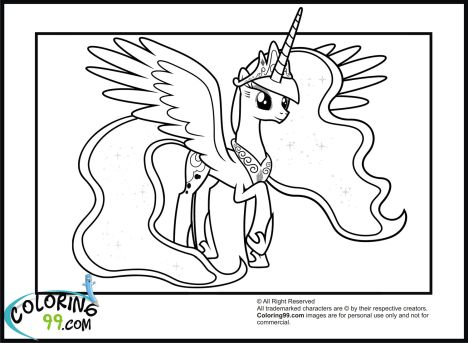 COLORING
99.COM
© All Right Reserved
All trademarked characters are © by their respective creators.
Coloring99.com images are for personal use only and not for
commercial.